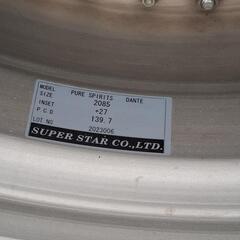 MODEL PURE SPIRITS DANTE
SIZE 2085
INSET +27
P.C.D 139.7
LOT.NO 2023006
SUPER STAR CO.,LTD.